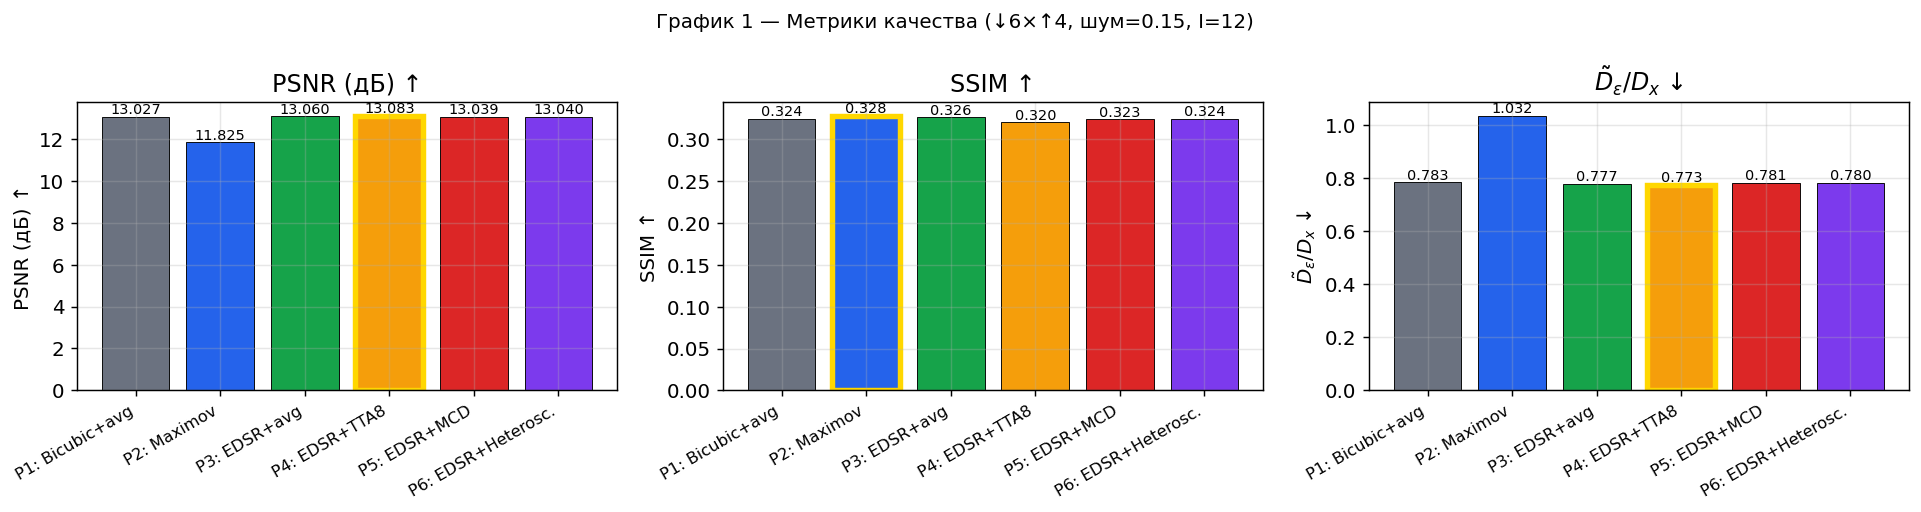 График 1 — Метрики качества (↓6×↑4, шум=0.15, I=12)
PSNR (дБ) ↑
PSNR (дБ) ↑
12
10
8
6
4
2
0
13.027
11.825
13.060
13.083
13.039
13.040
P1: Bicubic+avg
P2: Maximov
P3: EDSR+avg
P4: EDSR+TTA8
P5: EDSR+MCD
P6: EDSR+Heterosc.
SSIM ↑
SSIM ↑
0.30
0.25
0.20
0.15
0.10
0.05
0.00
0.324
0.328
0.326
0.320
0.323
0.324
P1: Bicubic+avg
P2: Maximov
P3: EDSR+avg
P4: EDSR+TTA8
P5: EDSR+MCD
P6: EDSR+Heterosc.
D̃ε/Dx ↓
D̃ε/Dx ↓
1.0
0.8
0.6
0.4
0.2
0.0
0.783
1.032
0.777
0.773
0.781
0.780
P1: Bicubic+avg
P2: Maximov
P3: EDSR+avg
P4: EDSR+TTA8
P5: EDSR+MCD
P6: EDSR+Heterosc.